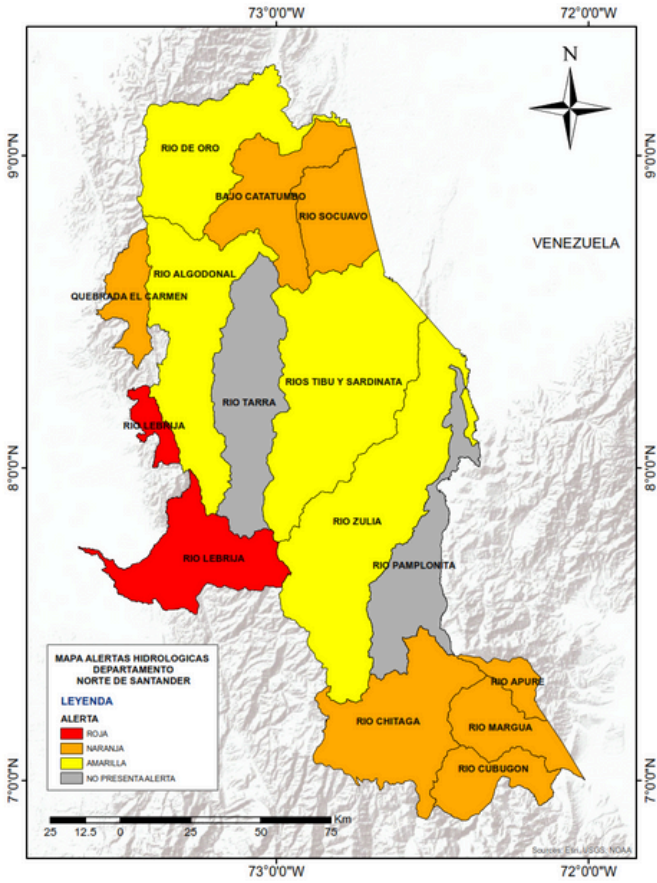 73°0'0"W
72°0'0"W
N
9°0'0"N
9°0'0"N
RIO DE ORO
BAJO CATATUMBO
RIO SOCUAVO
VENEZUELA
RIO ALGODONAL
QUEBRADA EL CARMEN
RIOS TIBU Y SARDINATA
RIO TARRA
RIO LEBRIJA
8°0'0"N
8°0'0"N
RIO ZULIA
RIO LEBRIJA
RIO PAMPLONITA
MAPA ALERTAS HIDROLOGICAS
DEPARTAMENTO
NORTE DE SANTANDER
LEYENDA
ALERTA
ROJA
NARANJA
AMARILLA
NO PRESENTA ALERTA
RIO APURE
RIO CHITAGA
RIO MARGUA
RIO CUBUGON
7°0'0"N
7°0'0"N
Km
25 12.5 0 25 50 75
Sources: Esri, USGS, NOAA
73°0'0"W
72°0'0"W